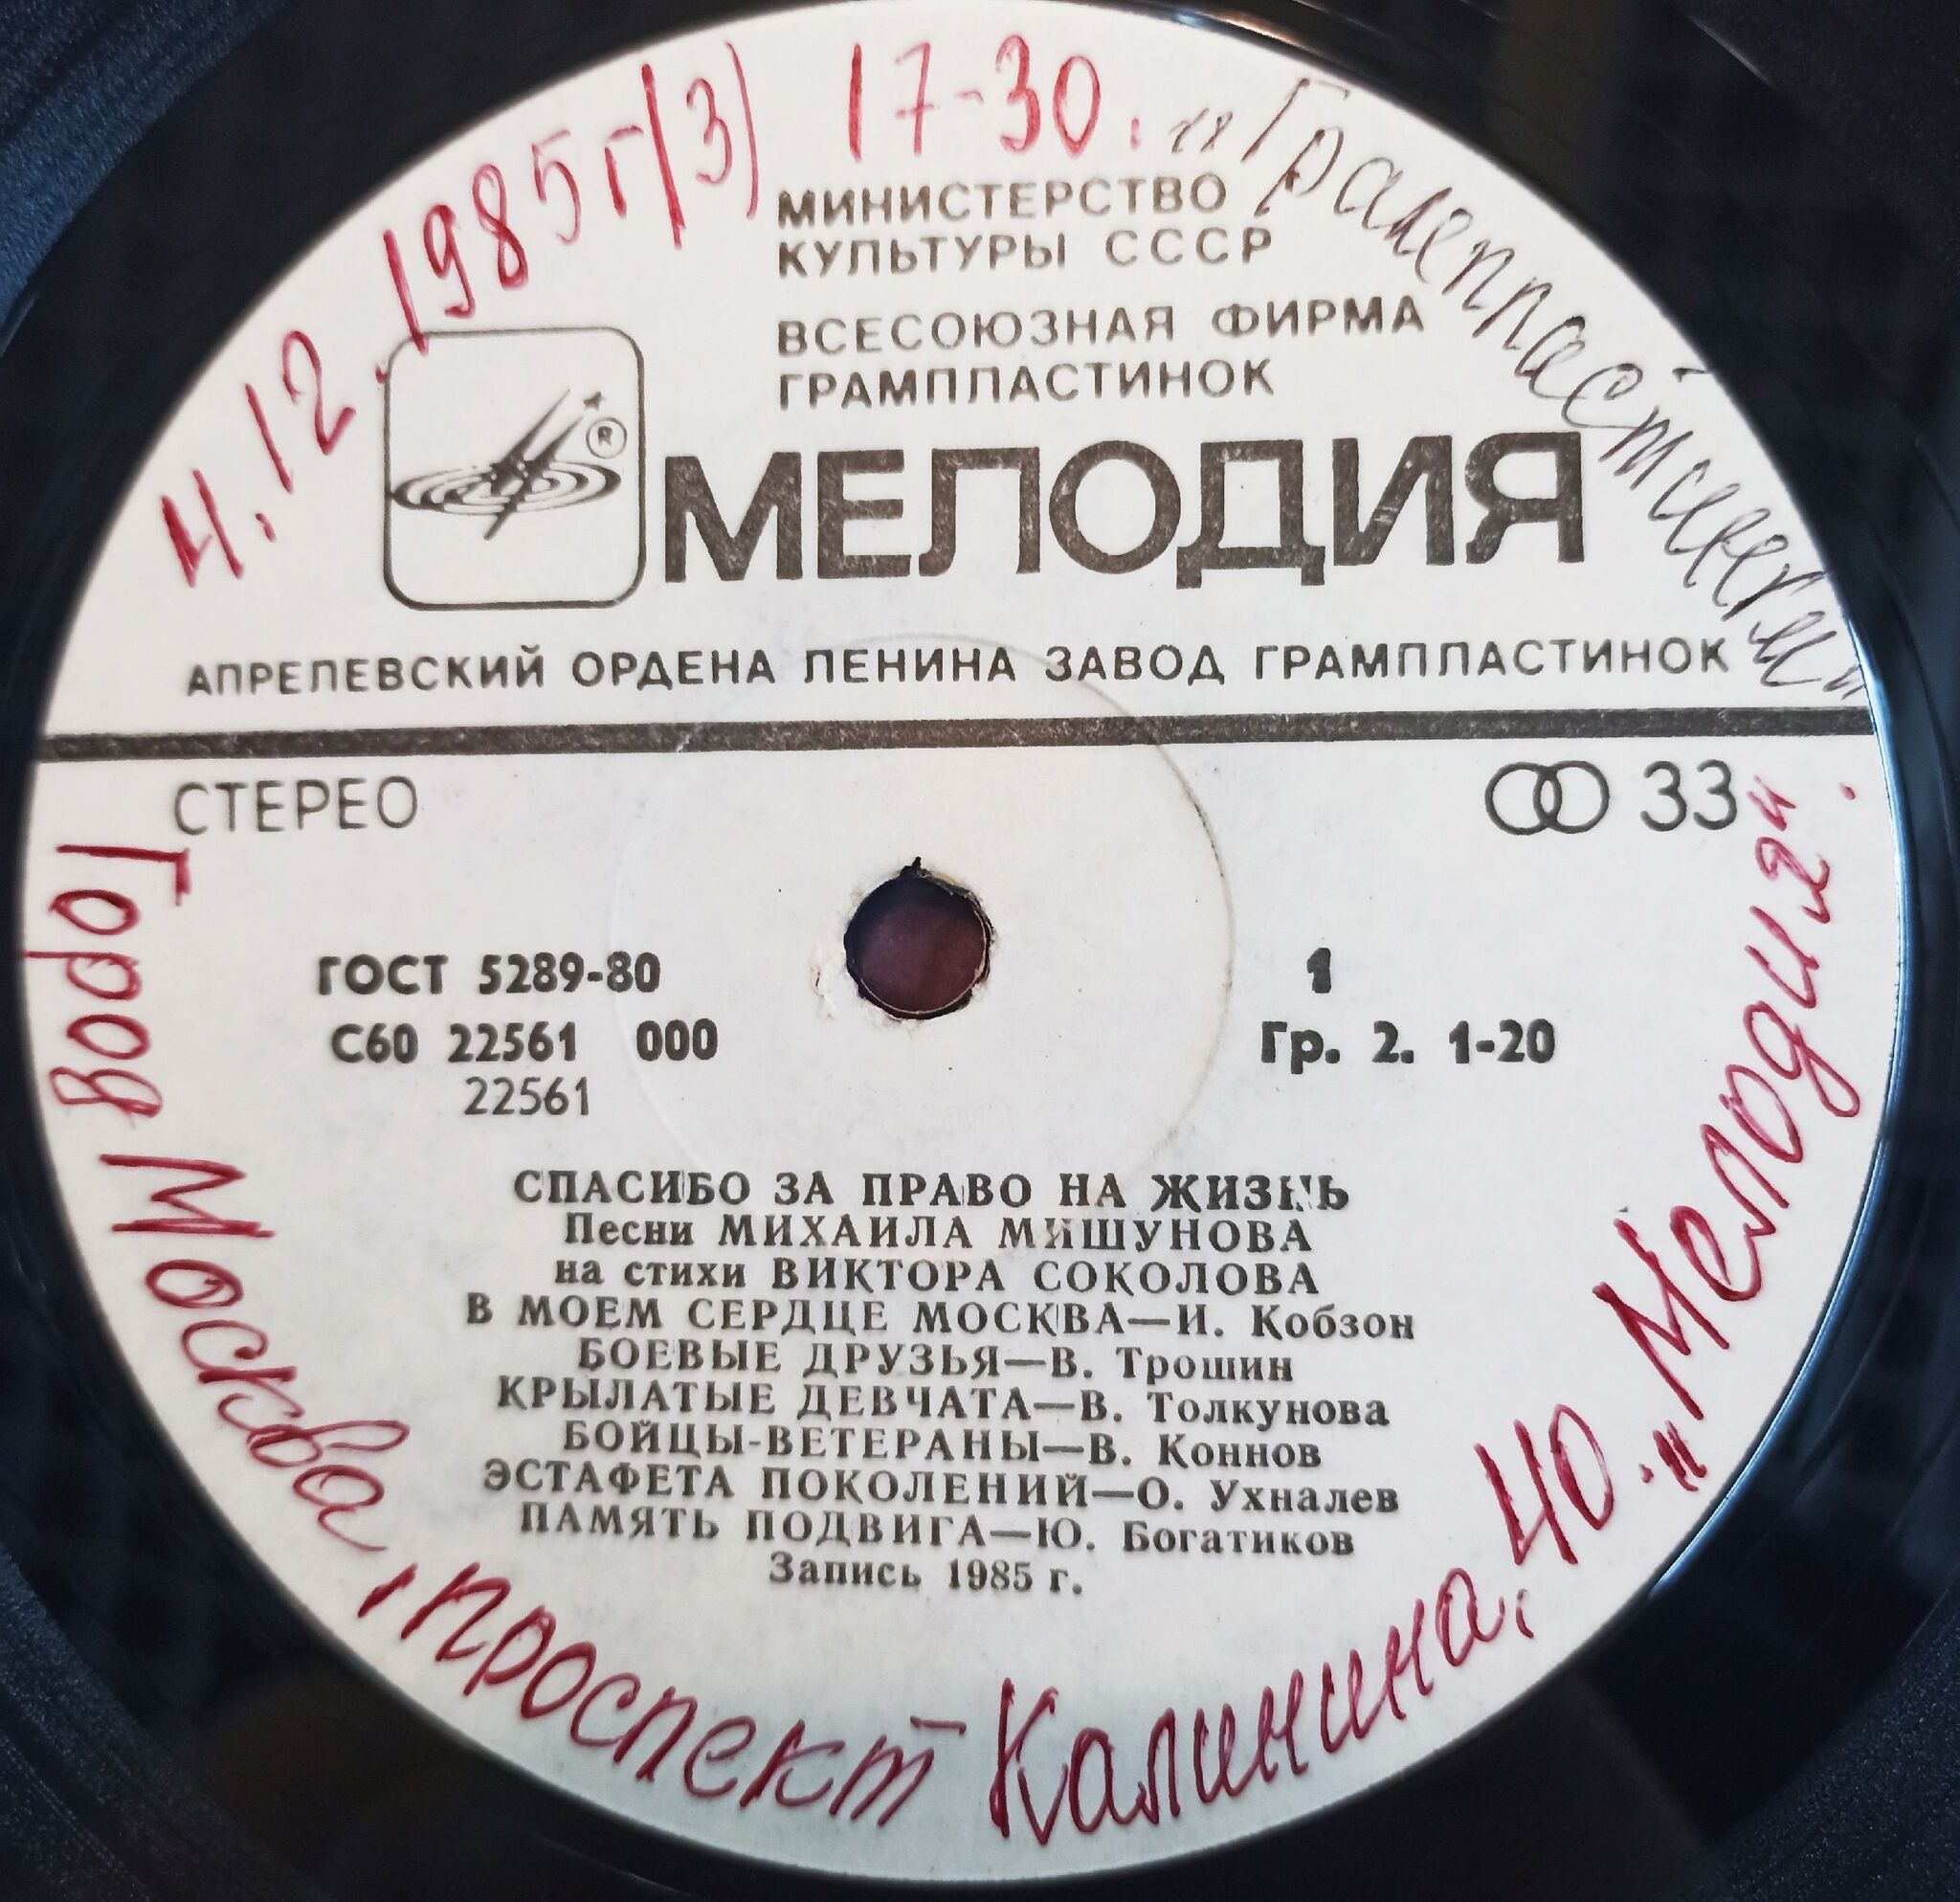 4.12.1985г(3) 17-30. „Грампластинки"
МИНИСТЕРСТВО
КУЛЬТУРЫ СССР
ВСЕСОЮЗНАЯ ФИРМА
ГРАМПЛАСТИНОК
®
МЕЛОДИЯ
АПРЕЛЕВСКИЙ ОРДЕНА ЛЕНИНА ЗАВОД ГРАМПЛАСТИНОК
СТЕРЕО
33
ГОСТ 5289-80
1
С60 22561 000
Гр. 2. 1-20
22561
СПАСИБО ЗА ПРАВО НА ЖИЗНЬ
Песни МИХАИЛА МИШУНОВА
на стихи ВИКТОРА СОКОЛОВА
В МОЕМ СЕРДЦЕ МОСКВА—И. Кобзон
БОЕВЫЕ ДРУЗЬЯ—В. Трошин
КРЫЛАТЫЕ ДЕВЧАТА—В. Толкунова
БОЙЦЫ-ВЕТЕРАНЫ—В. Коннов
ЭСТАФЕТА ПОКОЛЕНИЙ—О. Ухналев
ПАМЯТЬ ПОДВИГА—Ю. Богатиков
Запись 1985 г.
Город Москва, проспект Калинина, 40. „Мелодия".